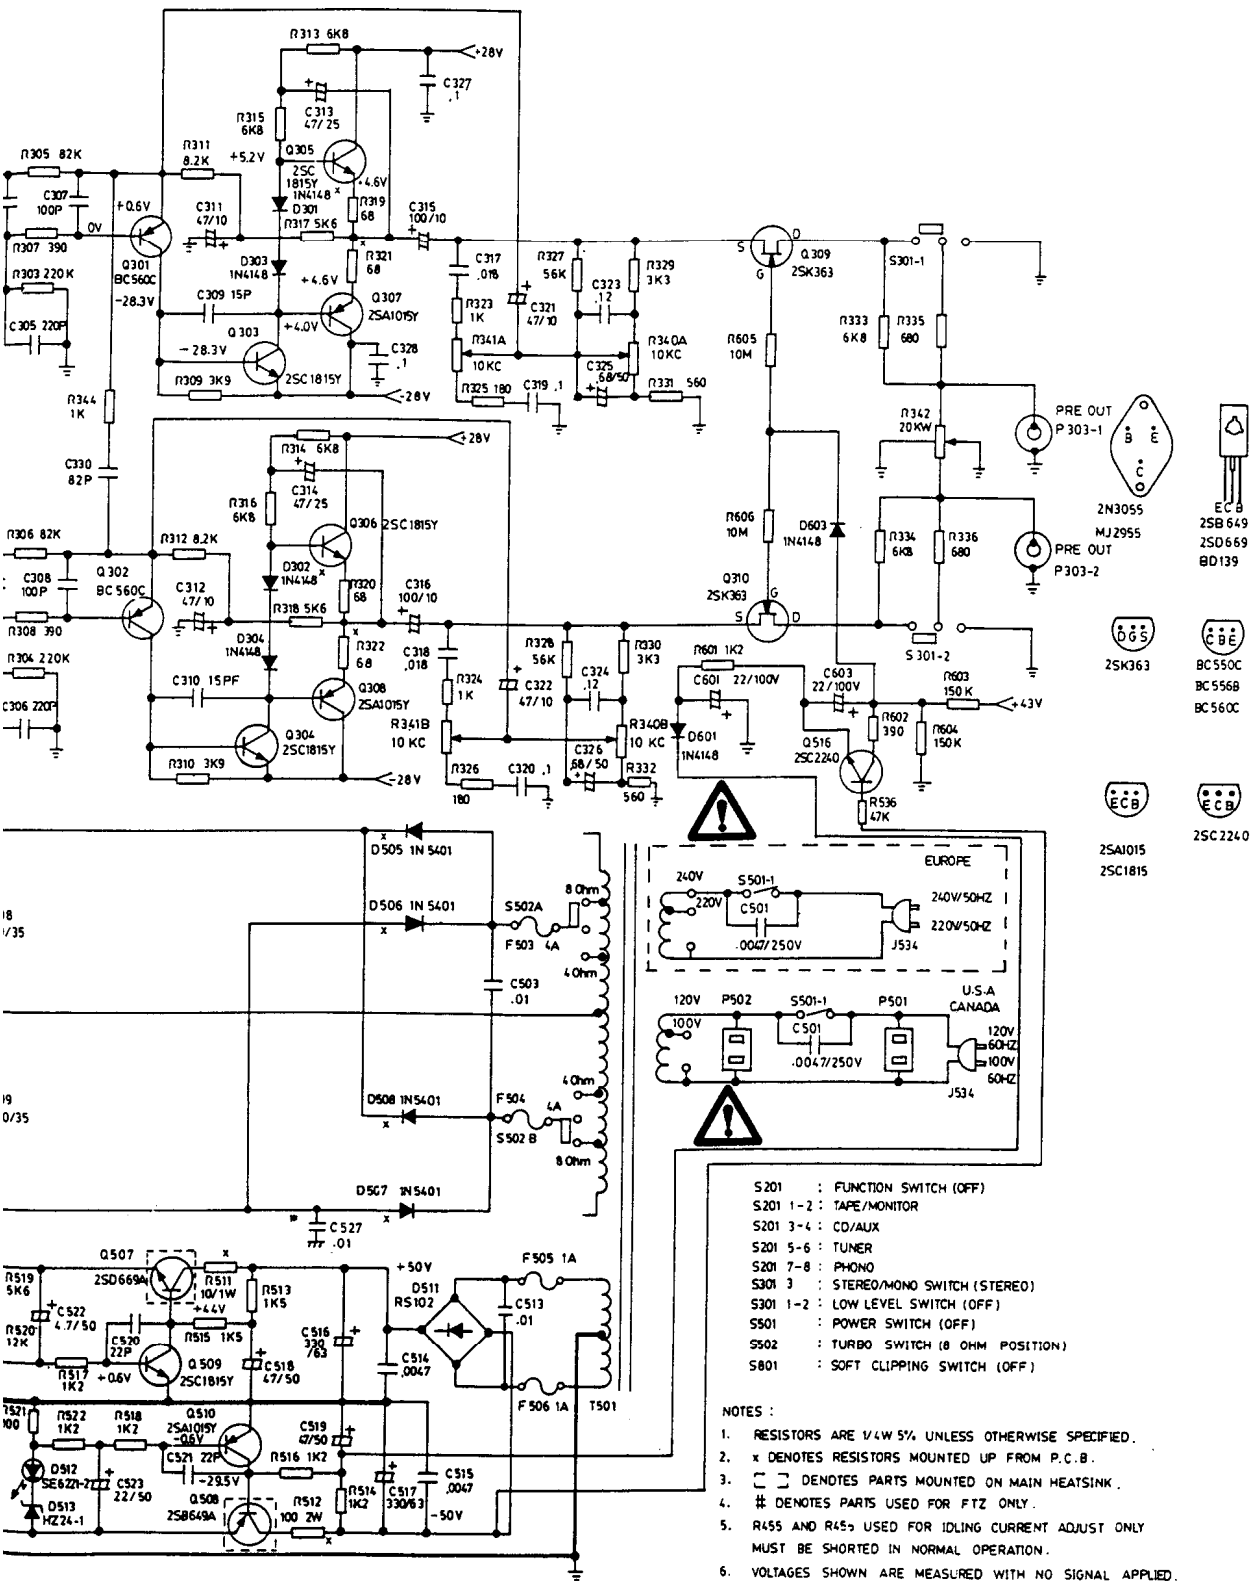 R313 6K8
+28V
C327
.1
C313
47/25
R315
6K8
Q305
2SC
1815Y
+5.2V
+4.6V
R305 82K
R311
8.2K
C307
100P
+0.6V
C311
47/10
1N4148
D301
R319
68
C315
100/10
0V
R307 390
R317 5K6
Q301
BC560C
D303
1N4148
R321
68
R303 220K
-28.3V
C309 15P
+4.6V
Q307
2SA1015Y
C305 220P
Q303
+4.0V
-28.3V
2SC1815Y
C328
.1
R309 3K9
-28V
C317
.018
R323
1K
R341A
10KC
C321
47/10
R325 180
C319 .1
R327
56K
C323
.12
R329
3K3
R340A
10KC
C325
.68/50
R331 560
S
D
G
Q309
2SK363
S301-1
R605
10M
R333
6K8
R335
680
R342
20KW
PRE OUT
P303-1
B E
C
2N3055
MJ2955
ECB
2SB649
2SD669
BD139
R344
1K
C330
82P
R314 6K8
+28V
C314
47/25
R316
6K8
Q306 2SC1815Y
R306 82K
R312 8.2K
C308
100P
Q302
BC560C
C312
47/10
D302
1N4148
R320
68
C316
100/10
R308 390
R318 5K6
D304
1N4148
R322
68
R304 220K
C310 15PF
Q308
2SA1015Y
C306 220P
Q304
2SC1815Y
R310 3K9
-28V
C318
.018
R324
1K
R341B
10 KC
C322
47/10
R326
180
C320 .1
R328
56K
C324
.12
R330
3K3
R340B
10 KC
C326
.68/50
R332
560
R606
10M
D603
1N4148
R334
6K8
R336
680
PRE OUT
P303-2
Q310
2SK363
G
S
D
S301-2
R601 1K2
22/100V
C601
C603
22/100V
R603
150K
+43V
R602
390
R604
150K
D601
1N4148
Q516
2SC2240
R536
47K
DGS
2SK363
CBE
BC550C
BC556B
BC560C
ECB
2SA1015
2SC1815
ECB
2SC2240
D505 1N5401
D506 1N5401
S502A
F503 4A
8 Ohm
4 Ohm
C503
.01
D508 1N5401
F504
4A
S502B
4 Ohm
8 Ohm
D507 1N5401
C527
.01
EUROPE
240V
220V
S501-1
C501
.0047/250V
240V/50HZ
220V/50HZ
J534
U.S.A
CANADA
120V
100V
P502
S501-1
C501
.0047/250V
P501
120V
60HZ
100V
60HZ
J534
Q507
2SD669A
R511
10/1W
R519
5K6
C522
4.7/50
R520
12K
C520
22P
+44V
R515 1K5
R513
1K5
R517
1K2
+0.6V
Q509
2SC1815Y
C518
47/50
C516
330
/63
+50V
C514
.0047
D511
RS102
F505 1A
C513
.01
F506 1A
T501
R521
R522
1K2
R518
1K2
Q510
2SA1015Y
-0.6V
C521 22P
-29.5V
C519
47/50
R516 1K2
D512
SE6221-2
D513
HZ24-1
C523
22/50
Q508
2SB649A
R512
100 2W
R514
1K2
C517
330/63
C515
.0047
-50V
S201 : FUNCTION SWITCH (OFF)
S201 1-2 : TAPE/MONITOR
S201 3-4 : CD/AUX
S201 5-6 : TUNER
S201 7-8 : PHONO
S301 3 : STEREO/MONO SWITCH (STEREO)
S301 1-2 : LOW LEVEL SWITCH (OFF)
S501 : POWER SWITCH (OFF)
S502 : TURBO SWITCH (8 OHM POSITION)
S801 : SOFT CLIPPING SWITCH (OFF)
NOTES :
1. RESISTORS ARE 1/4W 5% UNLESS OTHERWISE SPECIFIED.
2. x DENOTES RESISTORS MOUNTED UP FROM P.C.B.
3. DENOTES PARTS MOUNTED ON MAIN HEATSINK.
4. # DENOTES PARTS USED FOR FTZ ONLY.
5. R455 AND USED FOR IDLING CURRENT ADJUST ONLY
MUST BE SHORTED IN NORMAL OPERATION.
6. VOLTAGES SHOWN ARE MEASURED WITH NO SIGNAL APPLIED.